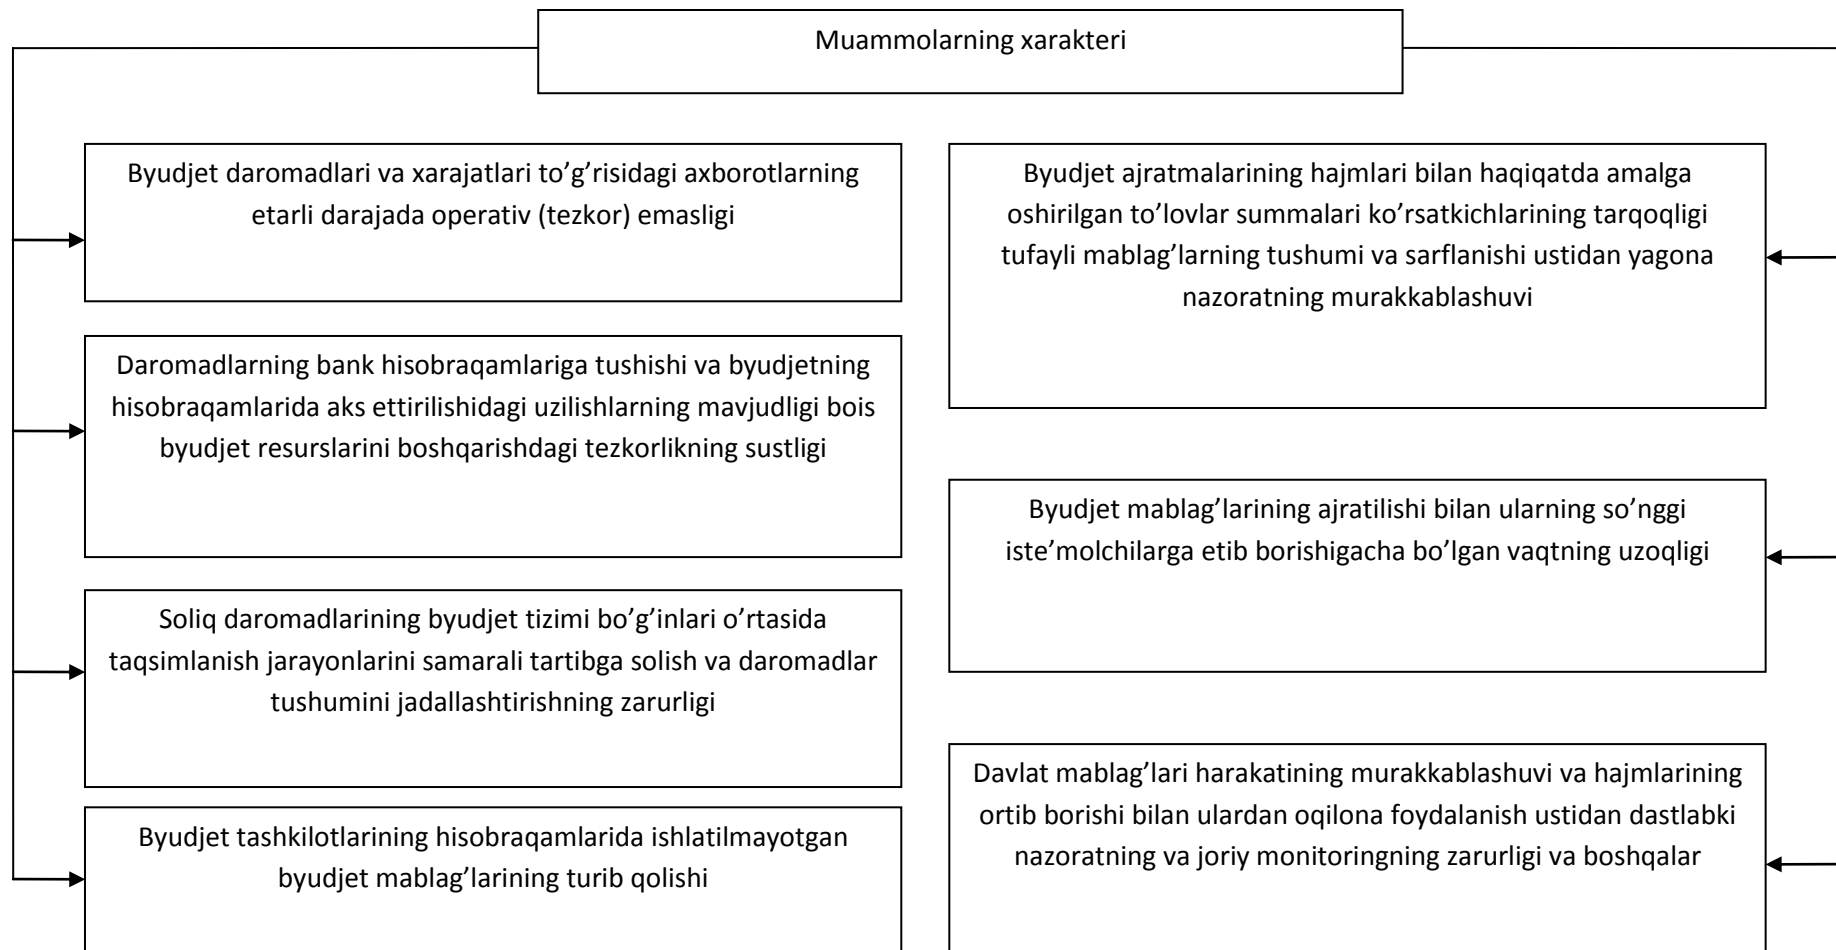 Muammolarning xarakteri
Byudjet daromadlari va xarajatlari to’g’risidagi axborotlarning
etarli darajada operativ (tezkor) emasligi
Daromadlarning bank hisobraqamlariga tushishi va byudjetning
hisobraqamlarida aks ettirilishidagi uzilishlarning mavjudligi bois
byudjet resurslarini boshqarishdagi tezkorlikning sustligi
Soliq daromadlarining byudjet tizimi bo’g’inlari o’rtasida
taqsimlanish jarayonlarini samarali tartibga solish va daromadlar
tushumini jadallashtirishning zarurligi
Byudjet tashkilotlarining hisobraqamlarida ishlatilmayotgan
byudjet mablag’larining turib qolishi
Byudjet ajratmalarining hajmlari bilan haqiqatda amalga
oshirilgan to’lovlar summalari ko’rsatkichlarining tarqoqligi
tufayli mablag’larning tushumi va sarflanishi ustidan yagona
nazoratning murakkablashuvi
Byudjet mablag’larining ajratilishi bilan ularning so’nggi
iste’molchilarga etib borishigacha bo’lgan vaqtning uzoqligi
Davlat mablag’lari harakatining murakkablashuvi va hajmlarining
ortib borishi bilan ulardan oqilona foydalanish ustidan dastlabki
nazoratning va joriy monitoringning zarurligi va boshqalar